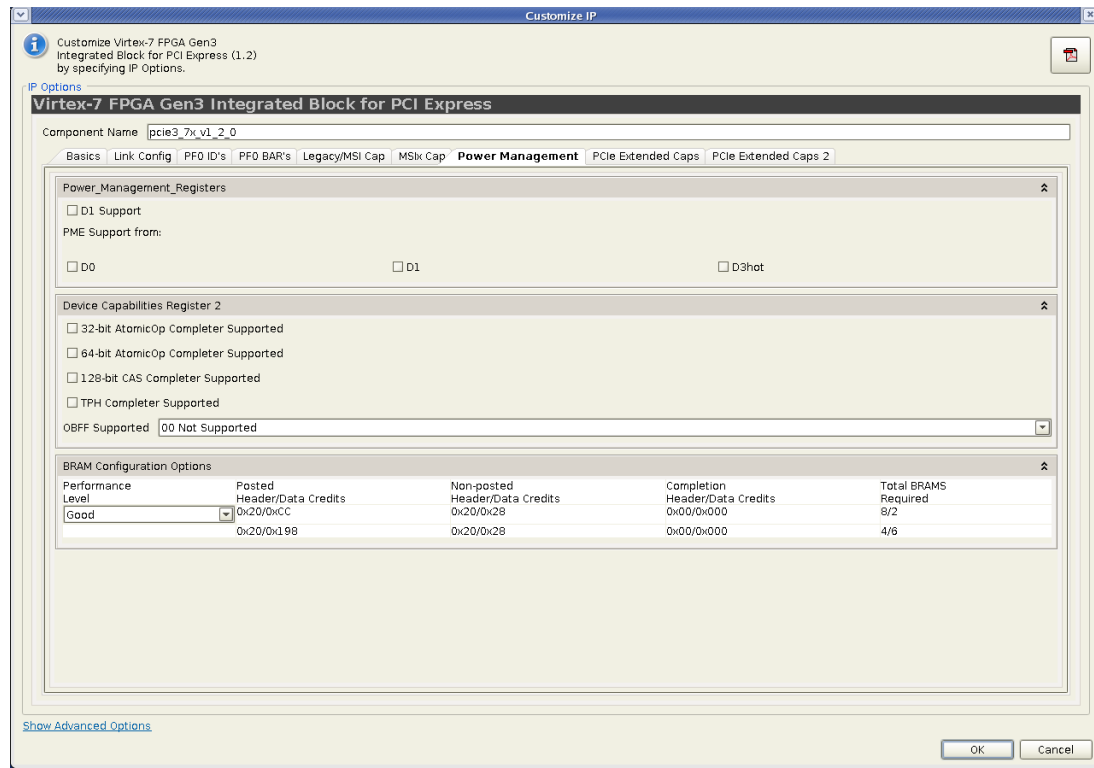 Customize IP
Customize Virtex-7 FPGA Gen3
Integrated Block for PCI Express (1.2)
by specifying IP Options.
IP Options
Virtex-7 FPGA Gen3 Integrated Block for PCI Express
Component Name pcie3_7x_v1_2_0
Basics Link Config PF0 ID's PF0 BAR's Legacy/MSI Cap MSIx Cap Power Management PCIe Extended Caps PCIe Extended Caps 2
Power_Management_Registers
D1 Support
PME Support from:
D0 D1 D3hot
Device Capabilities Register 2
32-bit AtomicOp Completer Supported
64-bit AtomicOp Completer Supported
128-bit CAS Completer Supported
TPH Completer Supported
OBFF Supported 00 Not Supported
BRAM Configuration Options
Performance Posted Non-posted Completion Total BRAMS
Level Header/Data Credits Header/Data Credits Header/Data Credits Required
Good 0x20/0xCC 0x20/0x28 0x00/0x000 8/2
0x20/0x198 0x20/0x28 0x00/0x000 4/6
Show Advanced Options
OK Cancel